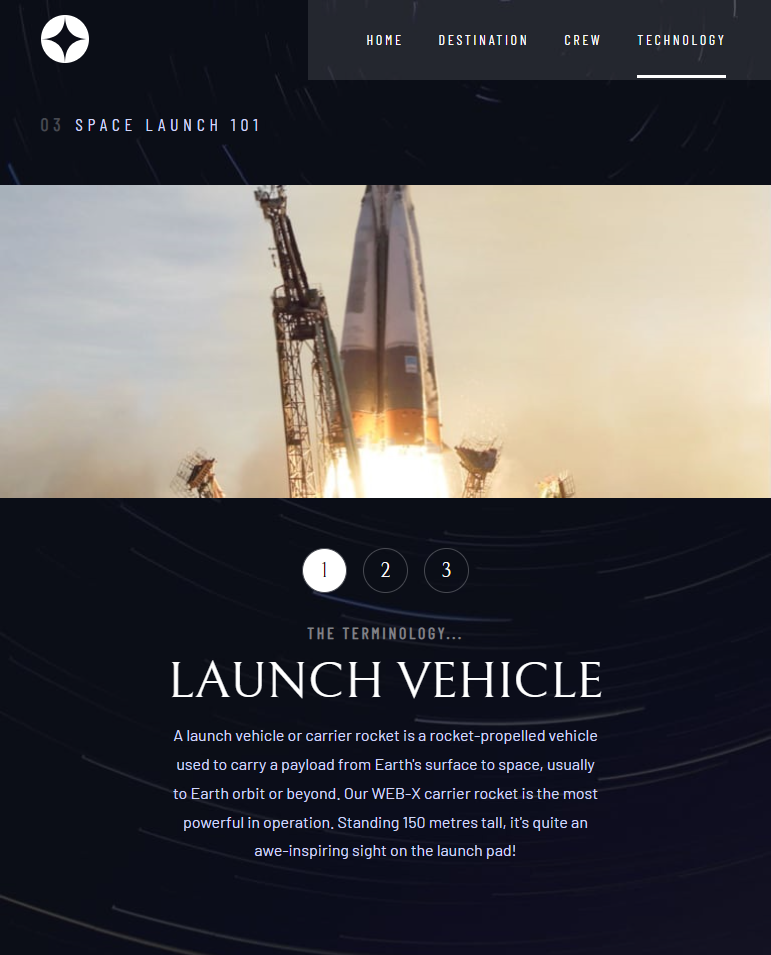 HOME DESTINATION CREW TECHNOLOGY
03 SPACE LAUNCH 101
1 2 3
THE TERMINOLOGY...
LAUNCH VEHICLE
A launch vehicle or carrier rocket is a rocket-propelled vehicle
used to carry a payload from Earth's surface to space, usually
to Earth orbit or beyond. Our WEB-X carrier rocket is the most
powerful in operation. Standing 150 metres tall, it's quite an
awe-inspiring sight on the launch pad!